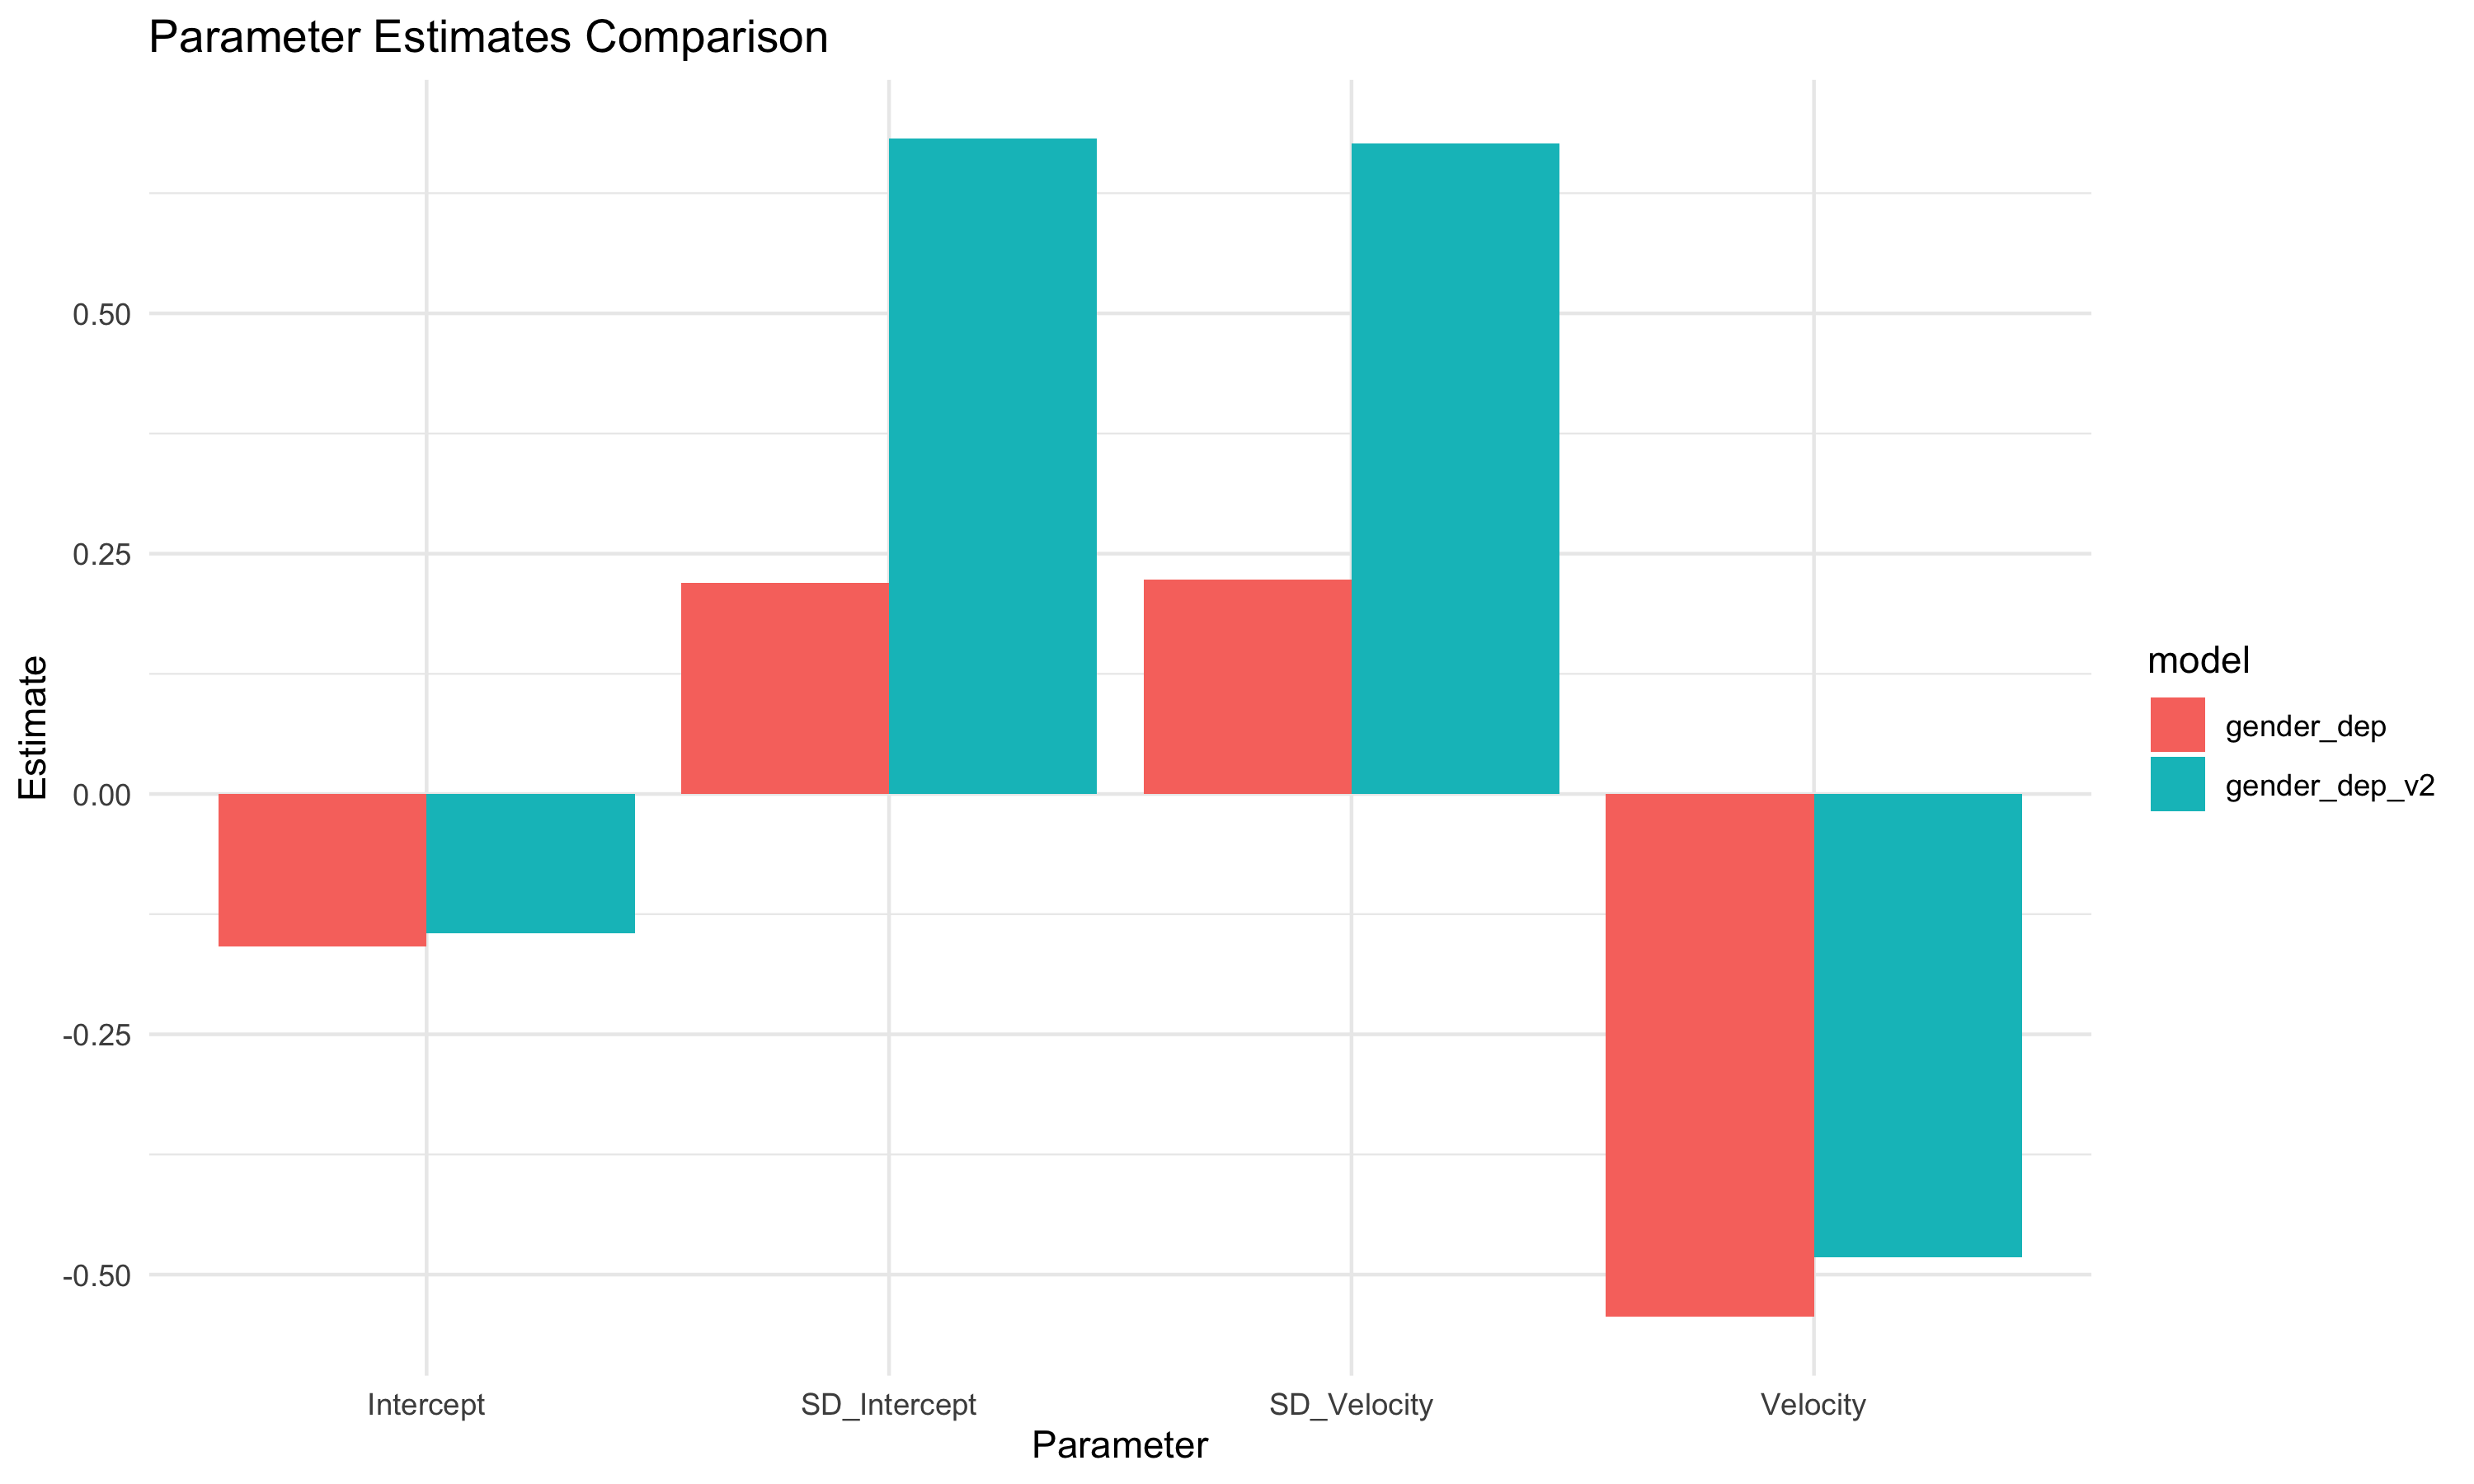 Parameter Estimates Comparison
Estimate
0.50
0.25
0.00
-0.25
-0.50
Intercept
SD_Intercept
SD_Velocity
Velocity
Parameter
model
gender_dep
gender_dep_v2